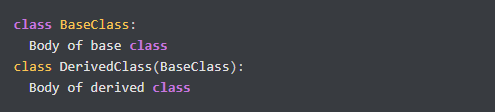 class BaseClass:
  Body of base class
class DerivedClass(BaseClass):
  Body of derived class